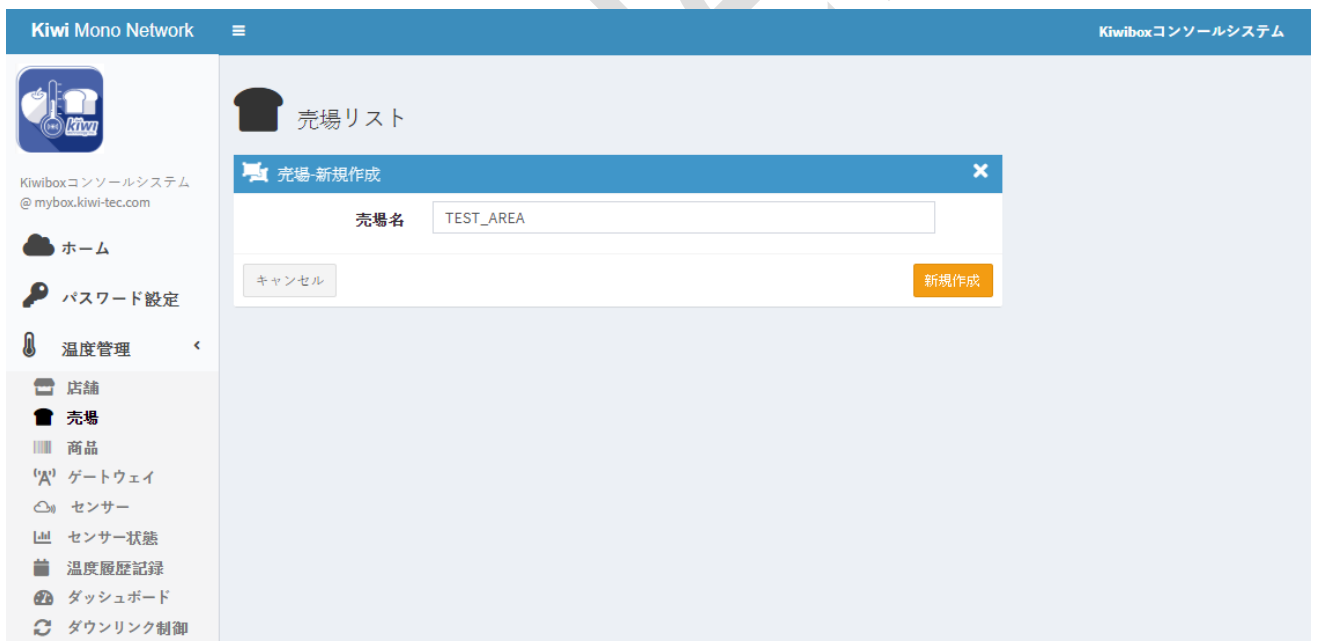 Kiwi Mono Network
Kiwiboxコンソールシステム
Kiwi
Kiwiboxコンソールシステム
@ mybox.kiwi-tec.com
ホーム
パスワード設定
温度管理
店舗
売場
商品
ゲートウェイ
センサー
センサー状態
温度履歴記録
ダッシュボード
ダウンリンク制御
売場リスト
売場-新規作成
売場名
TEST_AREA
キャンセル
新規作成